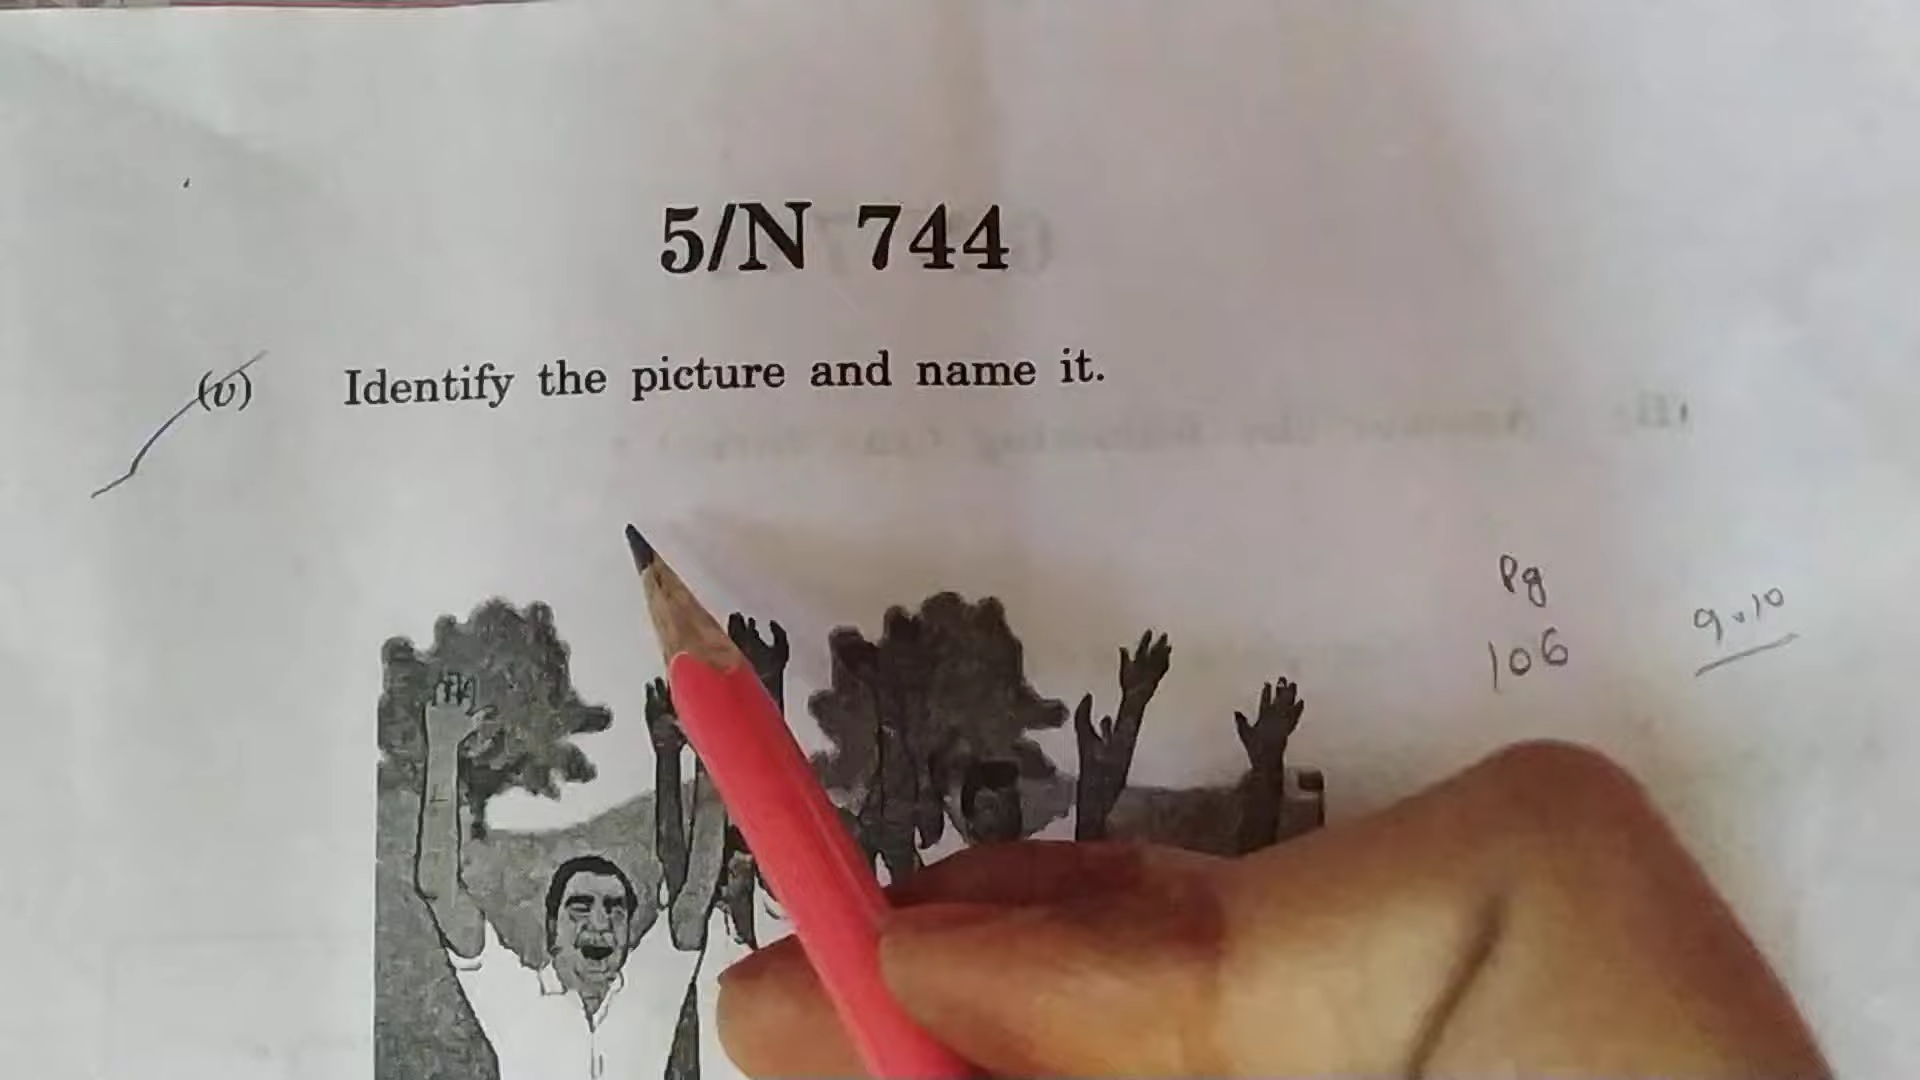 5/N 744
(v) Identify the picture and name it.
Pg
106
9.10